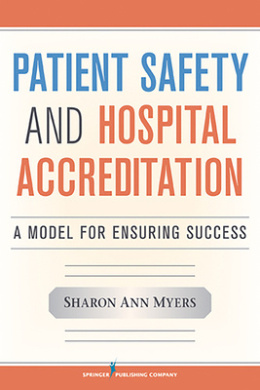 PATIENT SAFETY
AND HOSPITAL
ACCREDITATION
A MODEL FOR ENSURING SUCCESS
SHARON ANN MYERS
SPRINGER PUBLISHING COMPANY